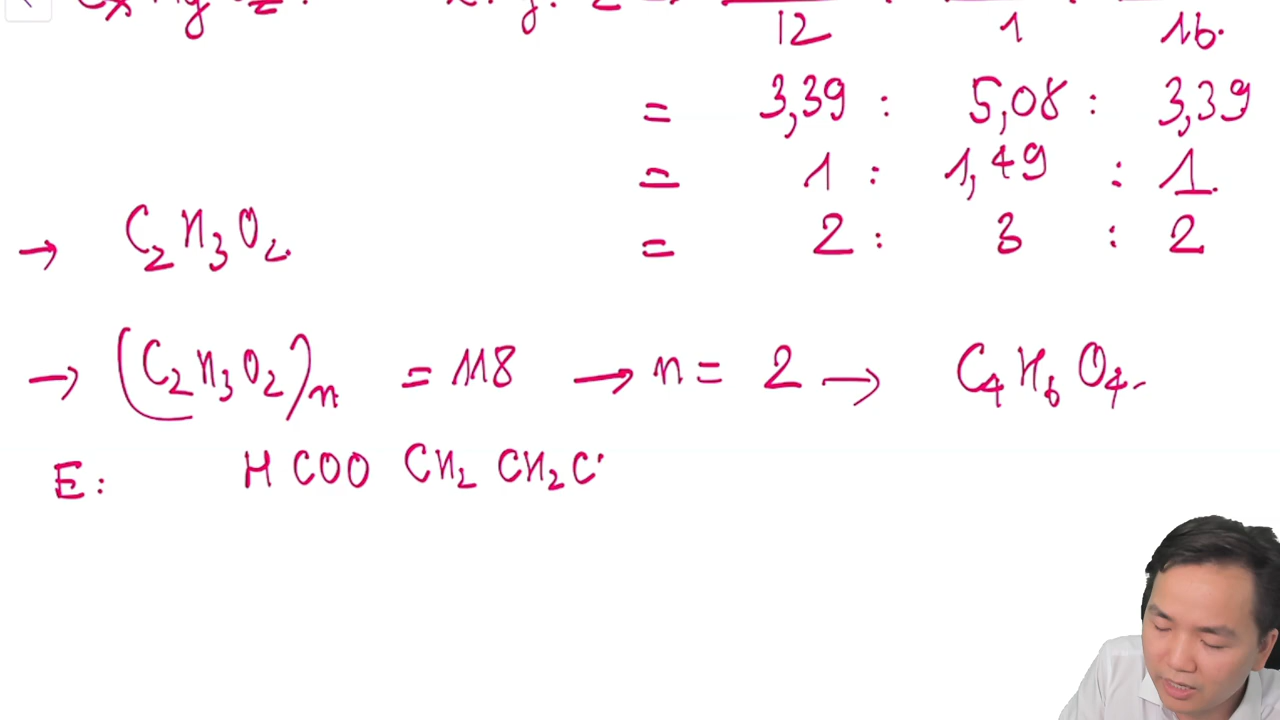 12 1 16.
= 3,39 : 5,08 : 3,39
= 1 : 1,49 : 1.
→ C₂H₃O₂. = 2 : 3 : 2
→ (C₂H₃O₂)ₙ = 118 → n = 2 → C₄H₆O₄.
E: HCOO CH₂ CH₂C